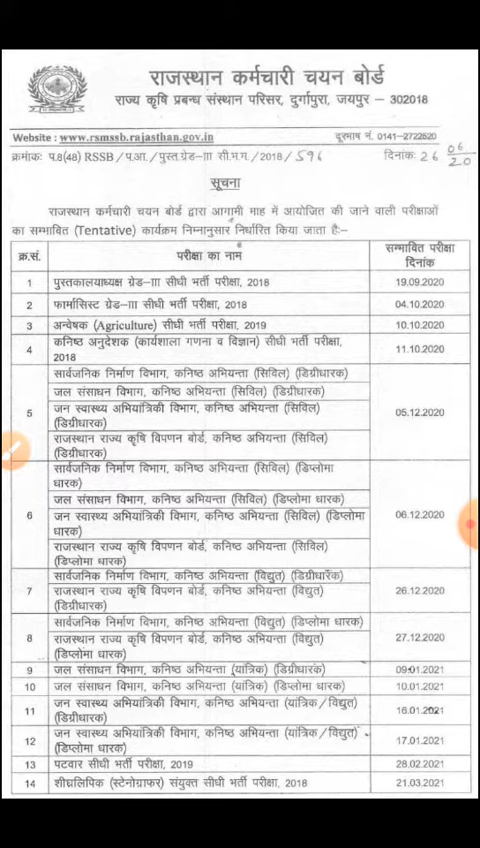 राजस्थान कर्मचारी चयन बोर्ड
राज्य कृषि प्रबन्ध संस्थान परिसर, दुर्गापुरा, जयपुर – 302018
Website : www.rsmssb.rajasthan.gov.in दूरभाष नं. 0141-2722520
क्रमांकः प.8(48) RSSB/प.आ./पुस्त.ग्रेड-III सी.भ.ग./2018/596 दिनांकः 26/06/20
सूचना
राजस्थान कर्मचारी चयन बोर्ड द्वारा आगामी माह में आयोजित की जाने वाली परीक्षाओं
का सम्भावित (Tentative) कार्यक्रम निम्नानुसार निर्धारित किया जाता हैः–
क्र.सं. परीक्षा का नाम सम्भावित परीक्षा दिनांक
1 पुस्तकालयाध्यक्ष ग्रेड-III सीधी भर्ती परीक्षा, 2018 19.09.2020
2 फार्मासिस्ट ग्रेड-III सीधी भर्ती परीक्षा, 2018 04.10.2020
3 अन्वेषक (Agriculture) सीधी भर्ती परीक्षा, 2019 10.10.2020
4 कनिष्ठ अनुदेशक (कार्यशाला गणना व विज्ञान) सीधी भर्ती परीक्षा, 11.10.2020
2018
सार्वजनिक निर्माण विभाग, कनिष्ठ अभियन्ता (सिविल) (डिग्रीधारक)
जल संसाधन विभाग, कनिष्ठ अभियन्ता (सिविल) (डिग्रीधारक)
5 जन स्वास्थ्य अभियांत्रिकी विभाग, कनिष्ठ अभियन्ता (सिविल) 05.12.2020
(डिग्रीधारक)
राजस्थान राज्य कृषि विपणन बोर्ड, कनिष्ठ अभियन्ता (सिविल)
(डिग्रीधारक)
सार्वजनिक निर्माण विभाग, कनिष्ठ अभियन्ता (सिविल) (डिप्लोमा
धारक)
जल संसाधन विभाग, कनिष्ठ अभियन्ता (सिविल) (डिप्लोमा धारक)
6 जन स्वास्थ्य अभियांत्रिकी विभाग, कनिष्ठ अभियन्ता (सिविल) (डिप्लोमा 06.12.2020
धारक)
राजस्थान राज्य कृषि विपणन बोर्ड, कनिष्ठ अभियन्ता (सिविल)
(डिप्लोमा धारक)
सार्वजनिक निर्माण विभाग, कनिष्ठ अभियन्ता (विद्युत) (डिग्रीधारक)
7 राजस्थान राज्य कृषि विपणन बोर्ड, कनिष्ठ अभियन्ता (विद्युत) 26.12.2020
(डिग्रीधारक)
सार्वजनिक निर्माण विभाग, कनिष्ठ अभियन्ता (विद्युत) (डिप्लोमा धारक)
8 राजस्थान राज्य कृषि विपणन बोर्ड, कनिष्ठ अभियन्ता (विद्युत) 27.12.2020
(डिप्लोमा धारक)
9 जल संसाधन विभाग, कनिष्ठ अभियन्ता (यांत्रिक) (डिग्रीधारक) 09.01.2021
10 जल संसाधन विभाग, कनिष्ठ अभियन्ता (यांत्रिक) (डिप्लोमा धारक) 10.01.2021
11 जन स्वास्थ्य अभियांत्रिकी विभाग, कनिष्ठ अभियन्ता (यांत्रिक/विद्युत) 16.01.2021
(डिग्रीधारक)
12 जन स्वास्थ्य अभियांत्रिकी विभाग, कनिष्ठ अभियन्ता (यांत्रिक/विद्युत) 17.01.2021
(डिप्लोमा धारक)
13 पटवार सीधी भर्ती परीक्षा, 2019 28.02.2021
14 शीघ्रलिपिक (स्टेनोग्राफर) संयुक्त सीधी भर्ती परीक्षा, 2018 21.03.2021